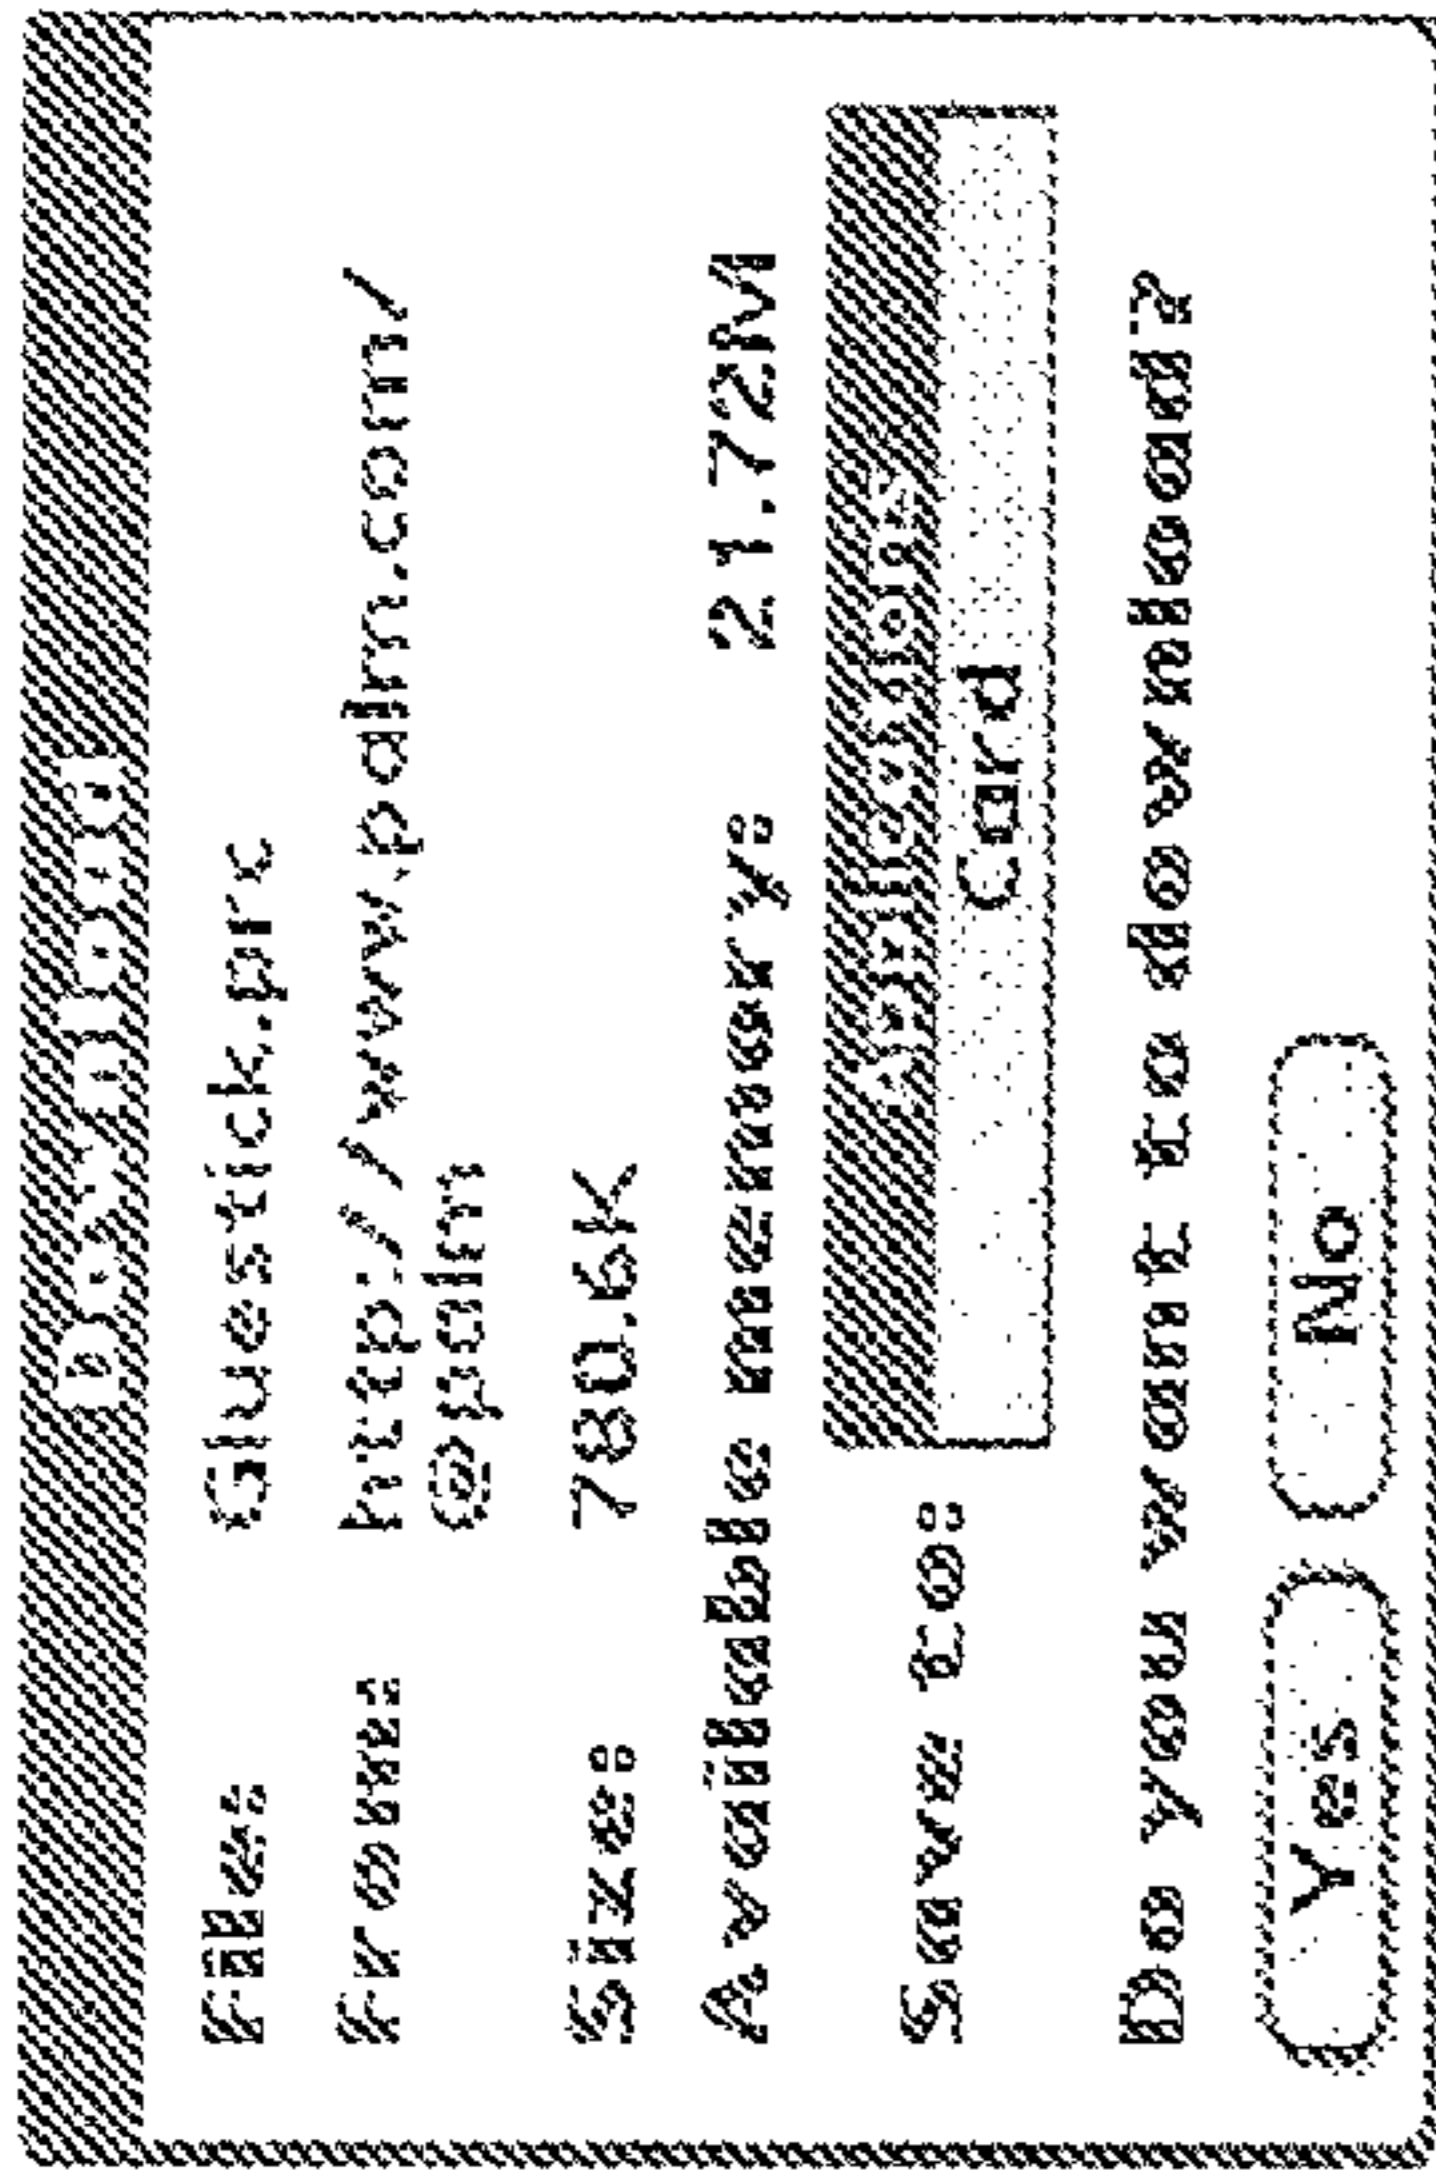 Download
File: Gluestick.prc
From: http://www.palm.com/
@palm
Size: 780.6K
Available memory: 21.72M
Save to: Applications
Card
Do you want to download?
Yes No